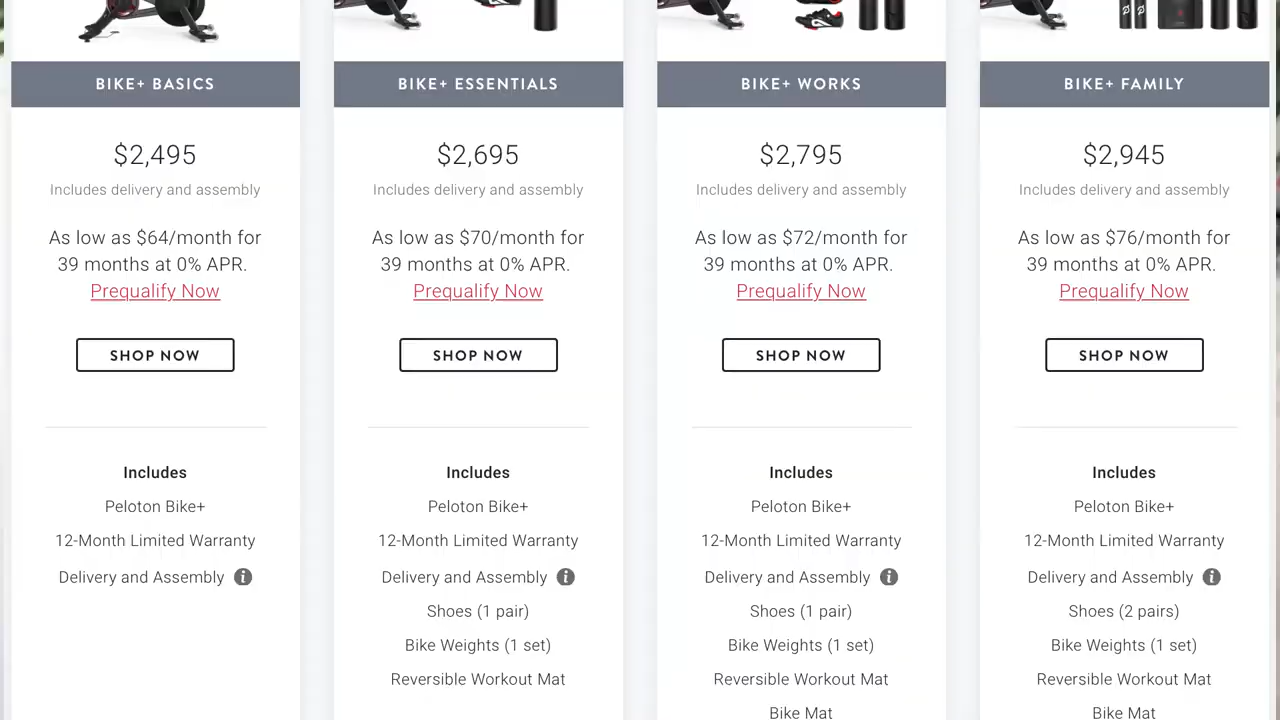 BIKE+ BASICS
$2,495
Includes delivery and assembly
As low as $64/month for
39 months at 0% APR.
Prequalify Now
SHOP NOW
Includes
Peloton Bike+
12-Month Limited Warranty
Delivery and Assembly i
BIKE+ ESSENTIALS
$2,695
Includes delivery and assembly
As low as $70/month for
39 months at 0% APR.
Prequalify Now
SHOP NOW
Includes
Peloton Bike+
12-Month Limited Warranty
Delivery and Assembly i
Shoes (1 pair)
Bike Weights (1 set)
Reversible Workout Mat
BIKE+ WORKS
$2,795
Includes delivery and assembly
As low as $72/month for
39 months at 0% APR.
Prequalify Now
SHOP NOW
Includes
Peloton Bike+
12-Month Limited Warranty
Delivery and Assembly i
Shoes (1 pair)
Bike Weights (1 set)
Reversible Workout Mat
Bike Mat
BIKE+ FAMILY
$2,945
Includes delivery and assembly
As low as $76/month for
39 months at 0% APR.
Prequalify Now
SHOP NOW
Includes
Peloton Bike+
12-Month Limited Warranty
Delivery and Assembly i
Shoes (2 pairs)
Bike Weights (1 set)
Reversible Workout Mat
Bike Mat